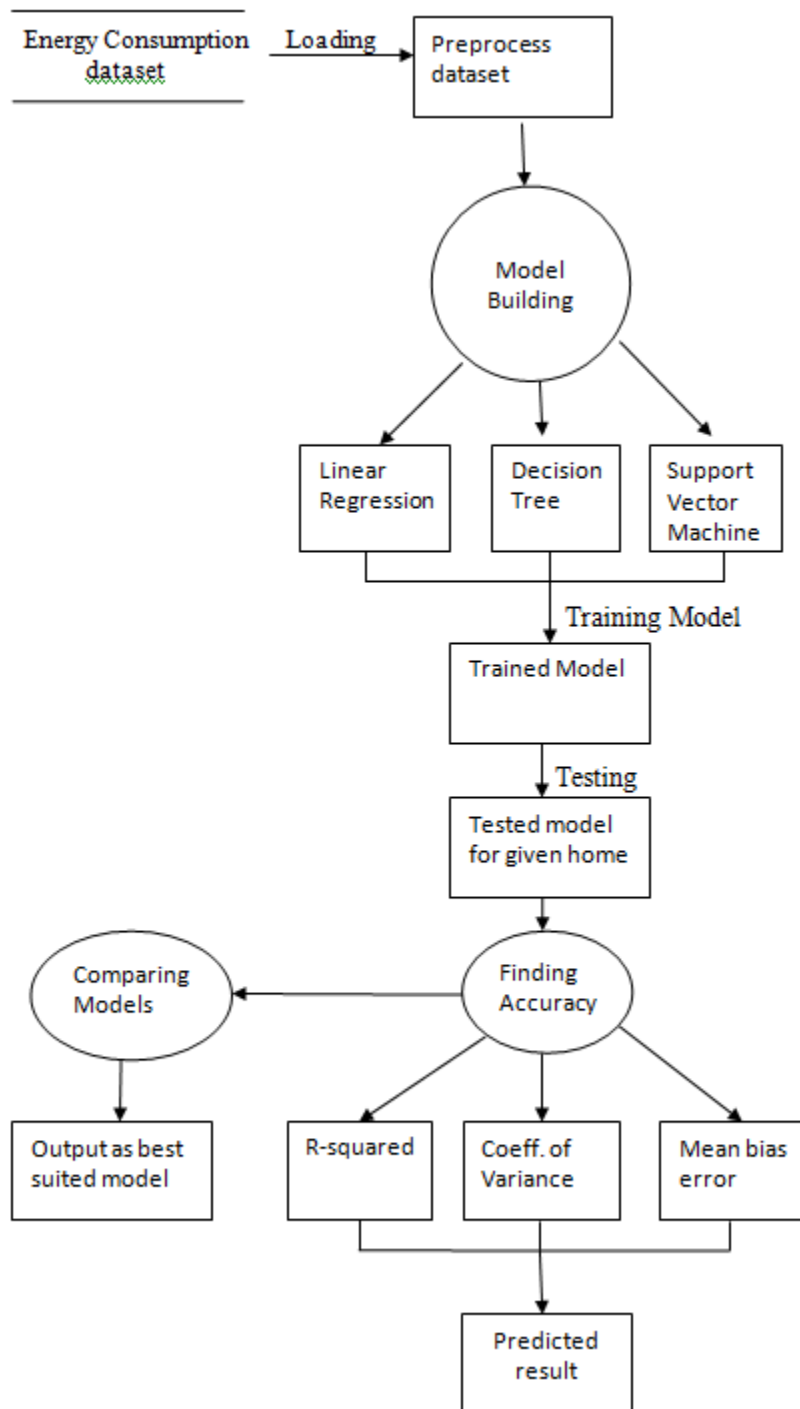 Energy Consumption
dataset
Loading
Preprocess
dataset
Model
Building
Linear
Regression
Decision
Tree
Support
Vector
Machine
Training Model
Trained Model
Testing
Tested model
for given home
Comparing
Models
Finding
Accuracy
Output as best
suited model
R-squared
Coeff. of
Variance
Mean bias
error
Predicted
result